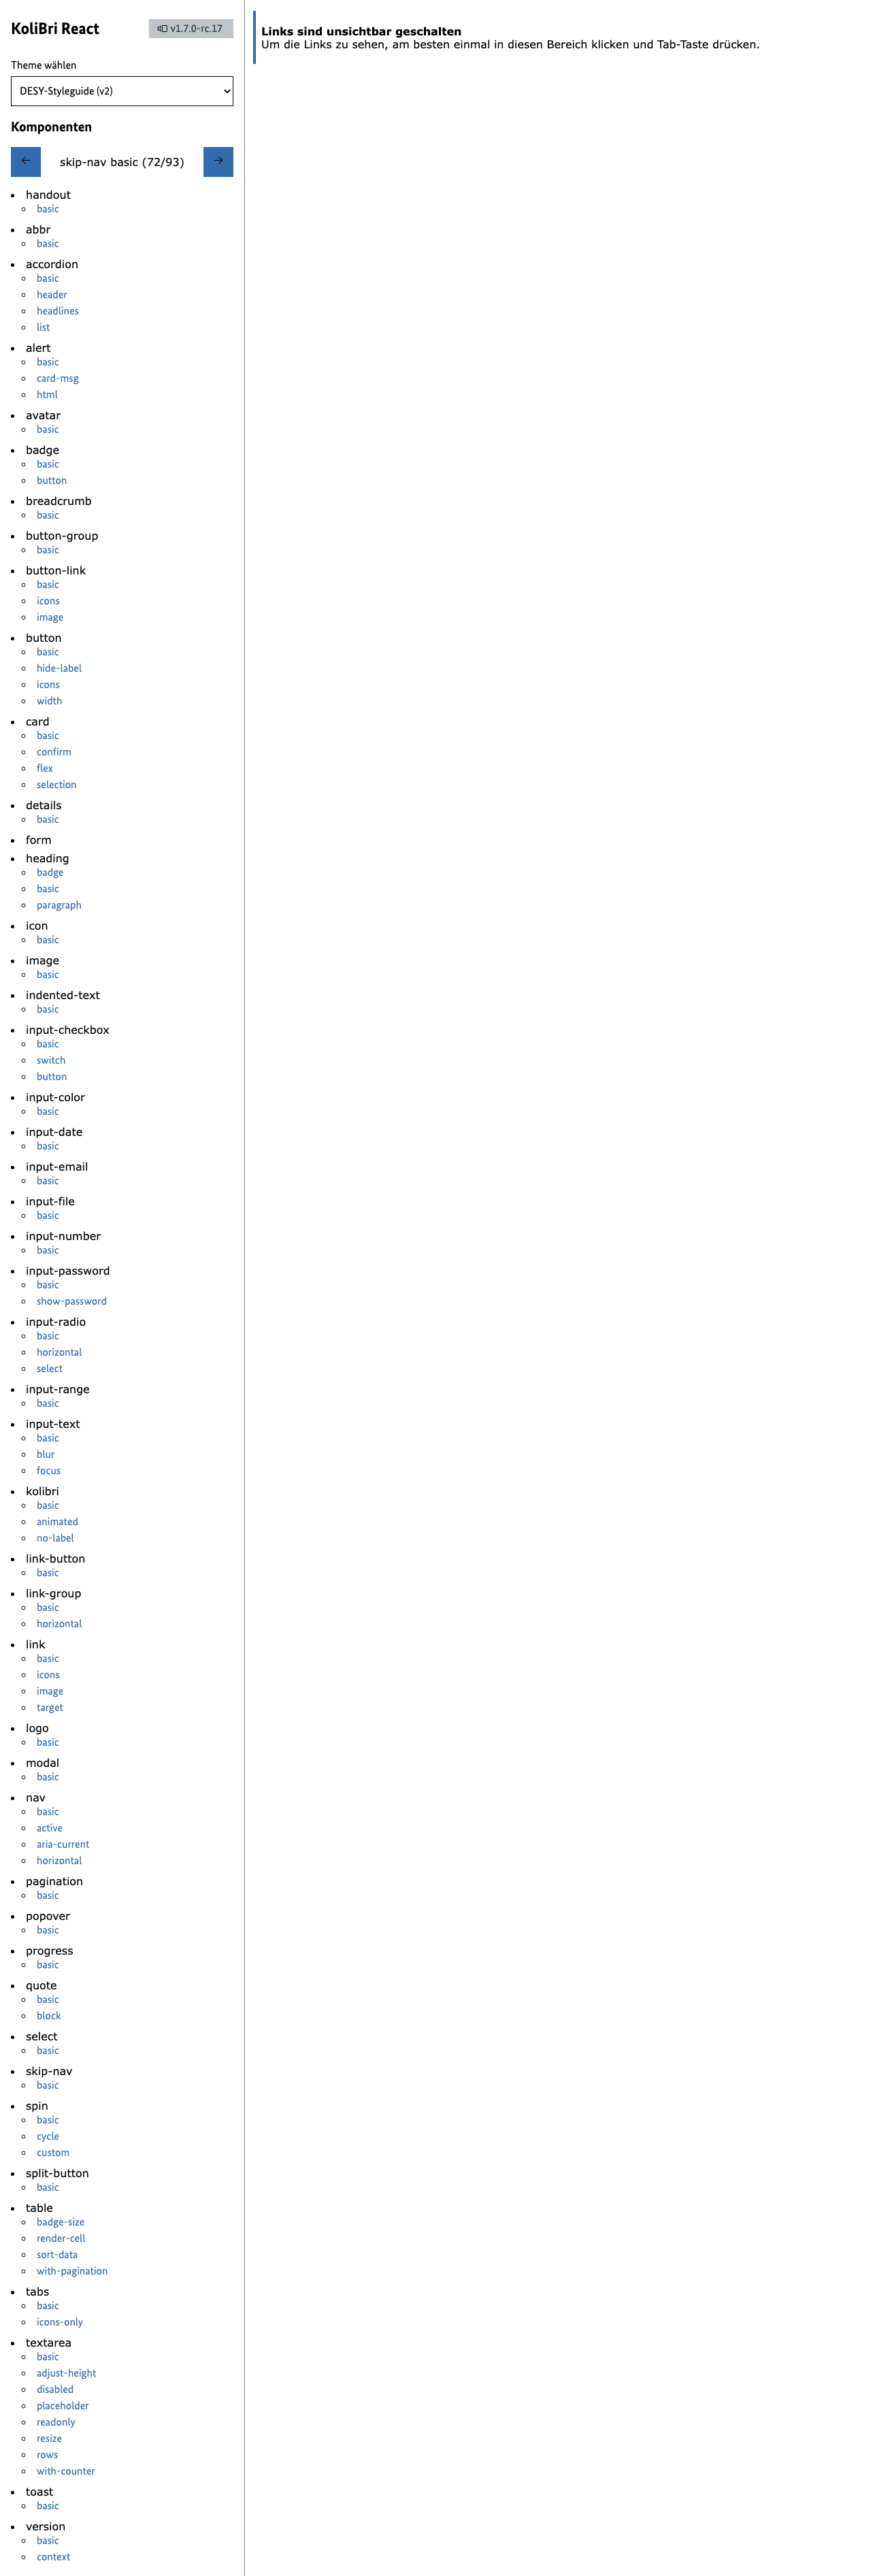 KoliBri React
v1.7.0-rc.17
Theme wählen
DESY-Styleguide (v2)
Komponenten
skip-nav basic (72/93)
handout
basic
abbr
basic
accordion
basic
header
headlines
list
alert
basic
card-msg
html
avatar
basic
badge
basic
button
breadcrumb
basic
button-group
basic
button-link
basic
icons
image
button
basic
hide-label
icons
width
card
basic
confirm
flex
selection
details
basic
form
heading
badge
basic
paragraph
icon
basic
image
basic
indented-text
basic
input-checkbox
basic
switch
button
input-color
basic
input-date
basic
input-email
basic
input-file
basic
input-number
basic
input-password
basic
show-password
input-radio
basic
horizontal
select
input-range
basic
input-text
basic
blur
focus
kolibri
basic
animated
no-label
link-button
basic
link-group
basic
horizontal
link
basic
icons
image
target
logo
basic
modal
basic
nav
basic
active
aria-current
horizontal
pagination
basic
popover
basic
progress
basic
quote
basic
block
select
basic
skip-nav
basic
spin
basic
cycle
custom
split-button
basic
table
badge-size
render-cell
sort-data
with-pagination
tabs
basic
icons-only
textarea
basic
adjust-height
disabled
placeholder
readonly
resize
rows
with-counter
toast
basic
version
basic
context
Links sind unsichtbar geschalten
Um die Links zu sehen, am besten einmal in diesen Bereich klicken und Tab-Taste drücken.